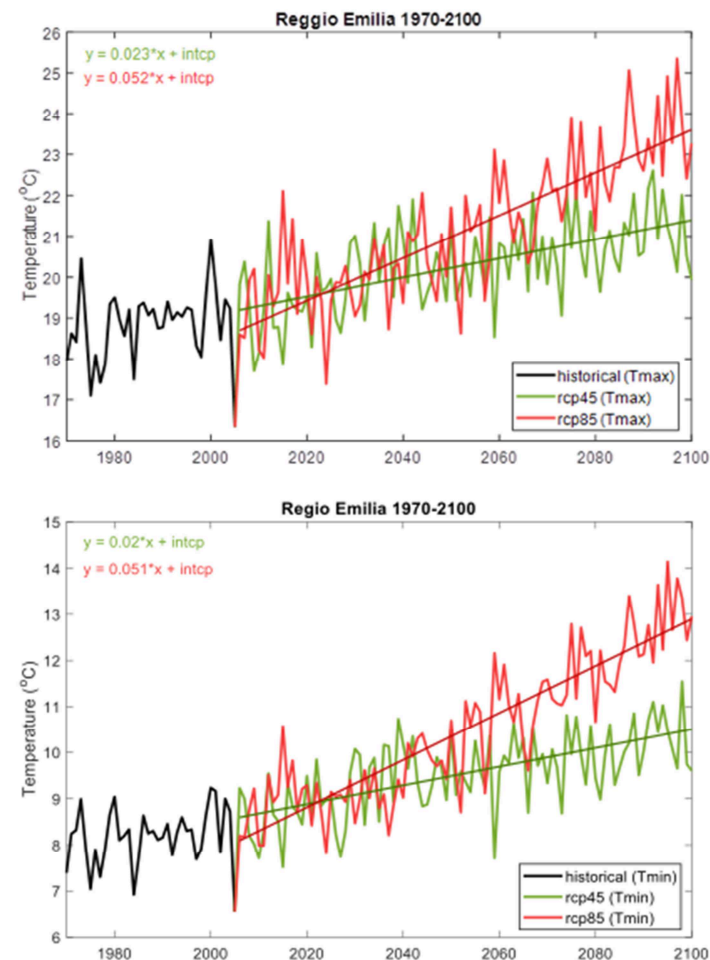 Reggio Emilia 1970-2100
y = 0.023*x + intcp
y = 0.052*x + intcp
Temperature (°C)
26
25
24
23
22
21
20
19
18
17
16
historical (Tmax)
rcp45 (Tmax)
rcp85 (Tmax)
1980 2000 2020 2040 2060 2080 2100
Regio Emilia 1970-2100
y = 0.02*x + intcp
y = 0.051*x + intcp
Temperature (°C)
15
14
13
12
11
10
9
8
7
6
historical (Tmin)
rcp45 (Tmin)
rcp85 (Tmin)
1980 2000 2020 2040 2060 2080 2100